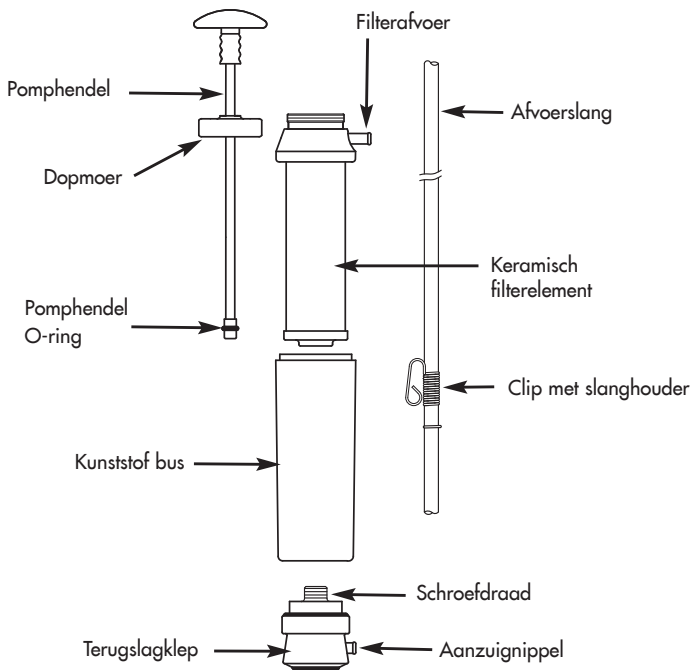 Filterafvoer
Pomphendel
Afvoerslang
Dopmoer
Keramisch
filterelement
Pomphendel
O-ring
Clip met slanghouder
Kunststof bus
Schroefdraad
Terugslagklep
Aanzuignippel